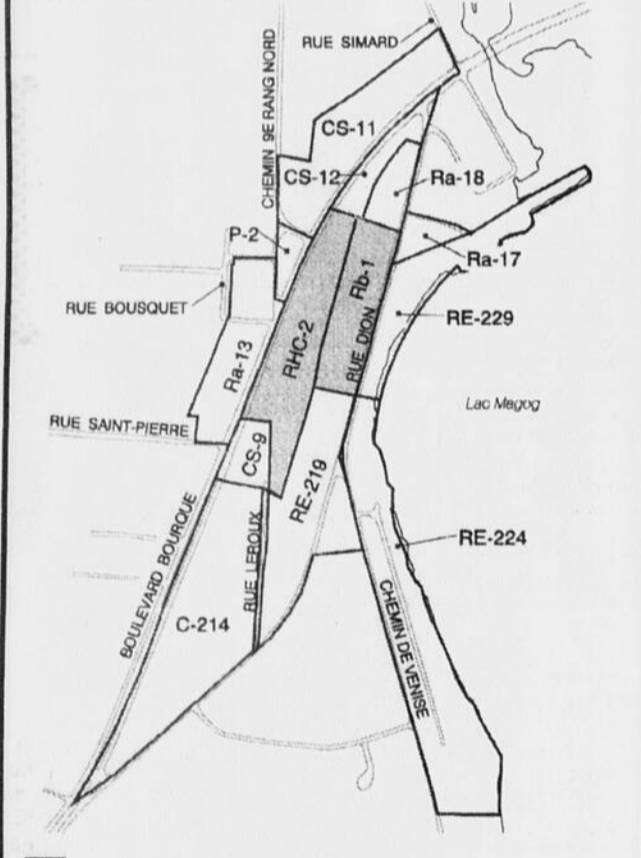 RUE SIMARD
CHEMIN 9E RANG NORD
CS-11
CS-12
Ra-18
P-2
Ra-17
RUE BOUSQUET
Rb-1
RE-229
RHC-2
RUE DION
Ra-13
Lac Magog
RUE SAINT-PIERRE
CS-9
RE-219
BOULEVARD BOURQUE
RUE LEROUX
RE-224
C-214
CHEMIN DE VENISE